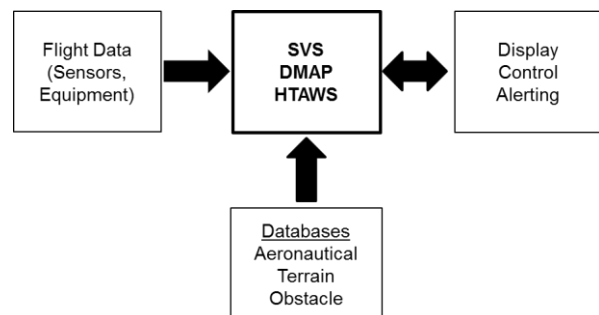 Flight Data
(Sensors,
Equipment)
SVS
DMAP
HTAWS
Display
Control
Alerting
Databases
Aeronautical
Terrain
Obstacle